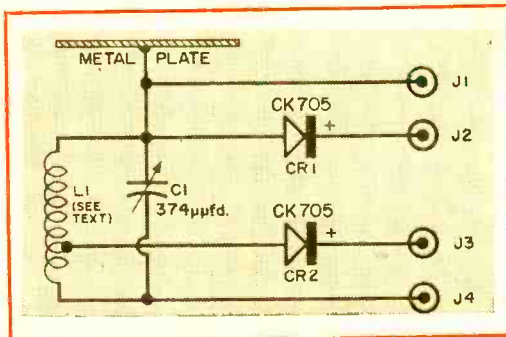 METAL PLATE
J1
CK705
+
J2
CR1
L1
(SEE
TEXT)
C1
374μμfd.
CK705
+
J3
CR2
J4